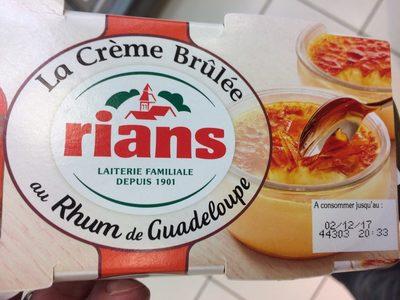 La Crème Brûlée
rians
LAITERIE FAMILIALE
DEPUIS 1901
au Rhum de Guadeloupe
A consommer jusqu'au :
02/12/17
44303 20:33